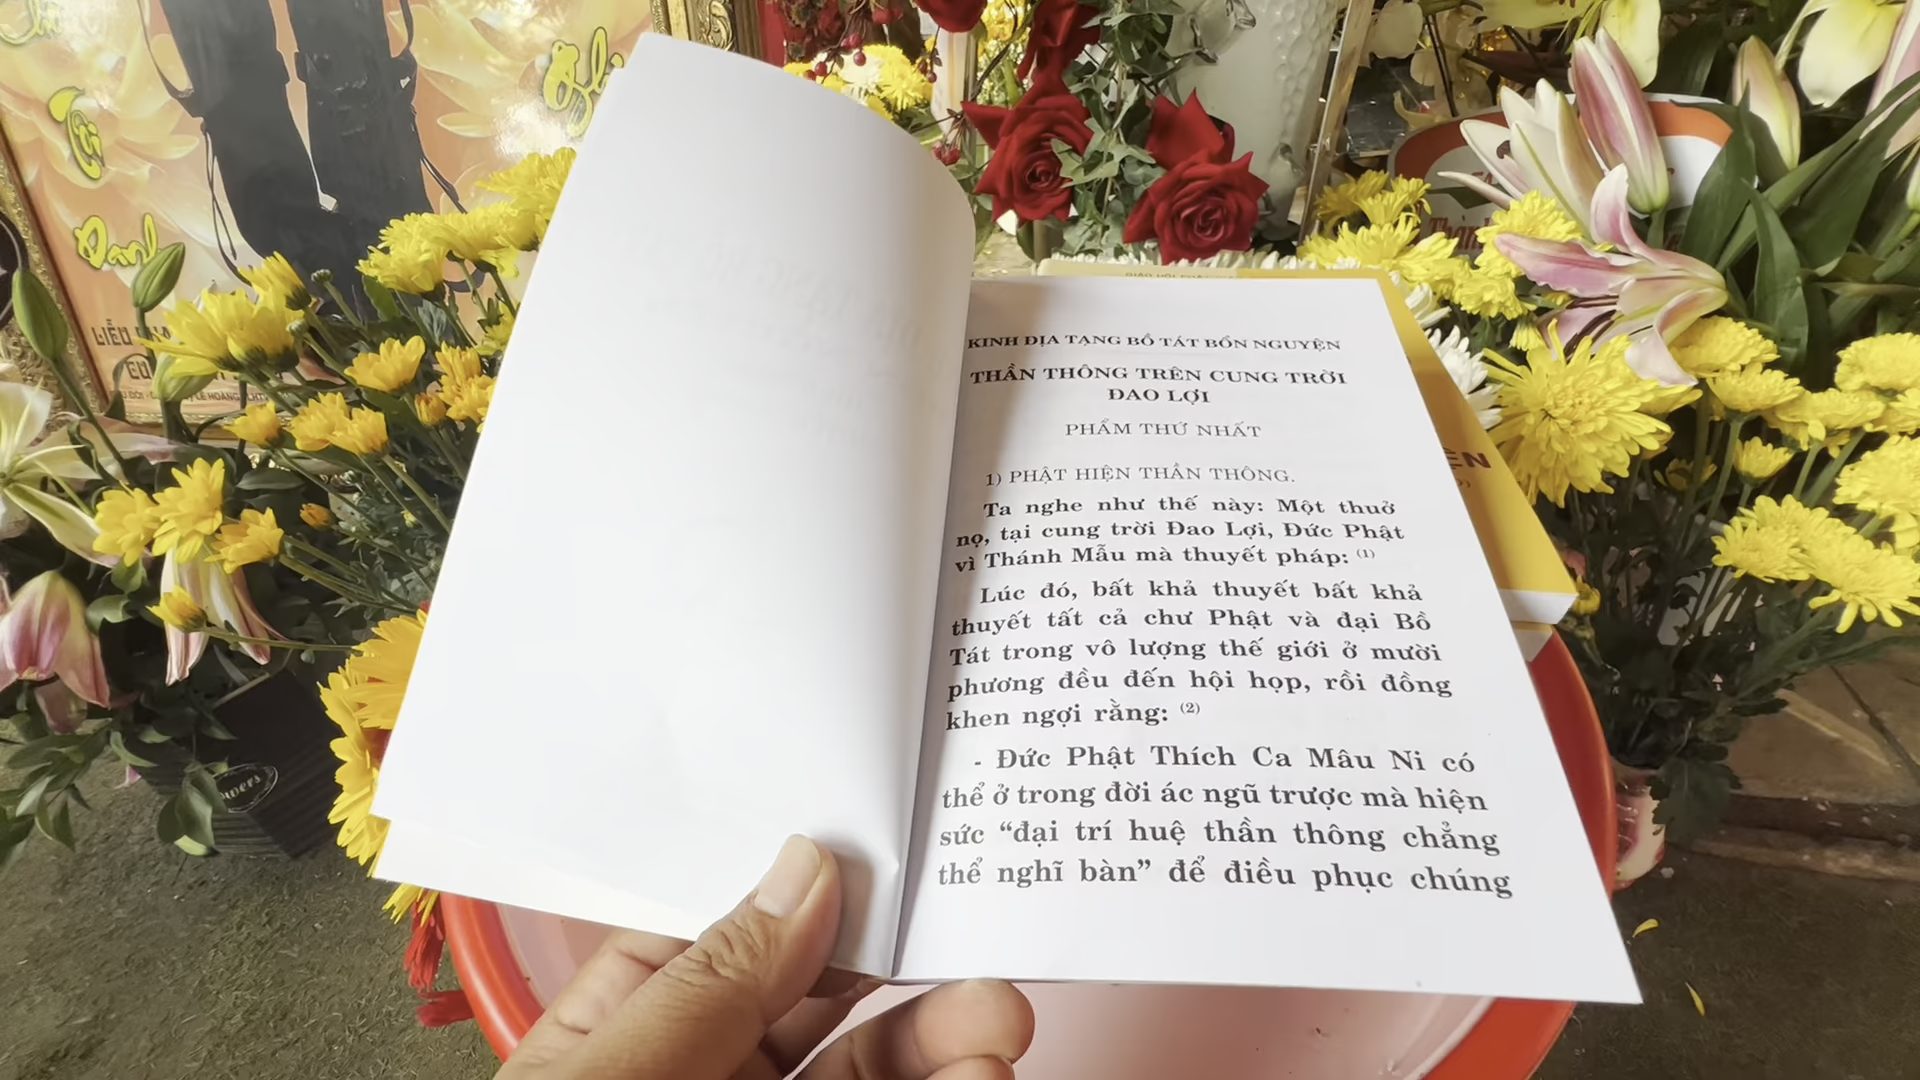 KINH ĐỊA TẠNG BỒ TÁT BỔN NGUYỆN
THẦN THÔNG TRÊN CUNG TRỜI
ĐAO LỢI
PHẨM THỨ NHẤT
1) PHẬT HIỆN THẦN THÔNG.
Ta nghe như thế này: Một thuở
nọ, tại cung trời Đao Lợi, Đức Phật
vì Thánh Mẫu mà thuyết pháp: (1)
Lúc đó, bất khả thuyết bất khả
thuyết tất cả chư Phật và đại Bồ
Tát trong vô lượng thế giới ở mười
phương đều đến hội họp, rồi đồng
khen ngợi rằng: (2)
- Đức Phật Thích Ca Mâu Ni có
thể ở trong đời ác ngũ trược mà hiện
sức “đại trí huệ thần thông chẳng
thể nghĩ bàn” để điều phục chúng